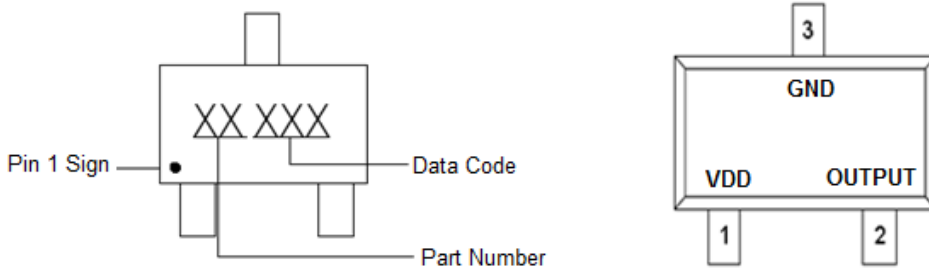 XX XXX
Pin 1 Sign
Data Code
Part Number
3
GND
VDD OUTPUT
1 2